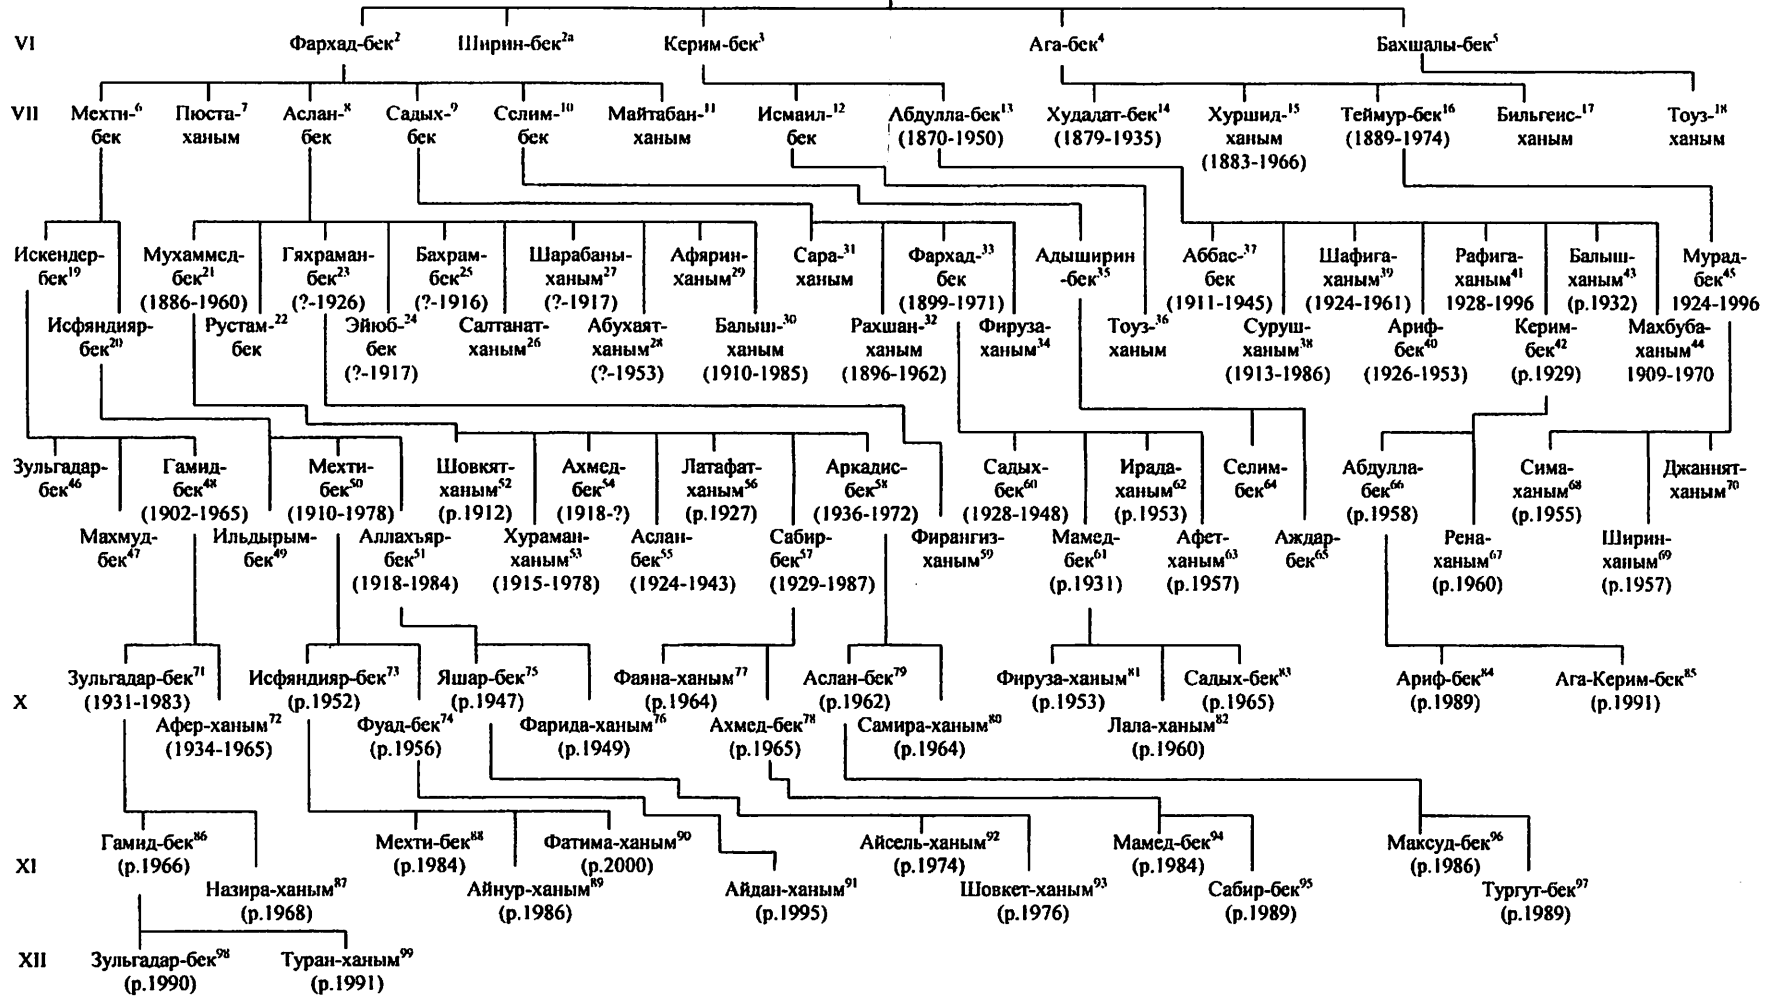 VI Фархад-бек² Ширин-бек²ᵃ Керим-бек³ Ага-бек⁴ Бахшалы-бек⁵
VII Мехти-⁶ Пюста-⁷ Аслан-⁸ Садых-⁹ Селим-¹⁰ Майтабан-¹¹ Исмаил-¹² Абдулла-бек¹³ Худадат-бек¹⁴ Хуршид-¹⁵ Теймур-бек¹⁶ Бильгеис-¹⁷ Тоуз-¹⁸
бек ханым бек бек бек ханым бек (1870-1950) (1879-1935) ханым (1889-1974) ханым ханым
(1883-1966)
Искендер- Мухаммед- Гяхраман- Бахрам- Шарабаны- Афярин- Сара-³¹ Фархад-³³ Адыширин Аббас-³⁷ Шафига- Рафига- Балыш- Мурад-
бек¹⁹ бек²¹ бек²³ бек²⁵ ханым²⁷ ханым²⁹ ханым бек -бек³⁵ бек ханым³⁹ ханым⁴¹ ханым⁴³ бек⁴⁵
(1886-1960) (?-1926) (?-1916) (?-1917) (1899-1971) (1911-1945) (1924-1961) 1928-1996 (р.1932) 1924-1996
Исфяндияр- Рустам-²² Эйюб-²⁴ Салтанат- Абухаят- Балыш-³⁰ Рахшан-³² Фируза- Тоуз-³⁶ Суруш- Ариф- Керим- Махбуба-
бек²⁰ бек бек ханым²⁶ ханым²⁸ ханым ханым ханым³⁴ ханым ханым³⁸ бек⁴⁰ бек⁴² ханым⁴⁴
(?-1917) (?-1953) (1910-1985) (1896-1962) (1913-1986) (1926-1953) (р.1929) 1909-1970
Зульгадар- Гамид- Мехти- Шовкят- Ахмед- Латафат- Аркадис- Садых- Ирада- Селим- Абдулла- Сима- Джаннят-
бек⁴⁶ бек⁴⁸ бек⁵⁰ ханым⁵² бек⁵⁴ ханым⁵⁶ бек⁵⁸ бек⁶⁰ ханым⁶² бек⁶⁴ бек⁶⁶ ханым⁶⁸ ханым⁷⁰
(1902-1965) (1910-1978) (р.1912) (1918-?) (р.1927) (1936-1972) (1928-1948) (р.1953) (р.1958) (р.1955)
Махмуд- Ильдырым- Аллахъяр- Хураман- Аслан- Сабир- Фирангиз- Мамед- Афет- Аждар- Рена- Ширин-
бек⁴⁷ бек⁴⁹ бек⁵¹ ханым⁵³ бек⁵⁵ бек⁵⁷ ханым⁵⁹ бек⁶¹ ханым⁶³ бек⁶⁵ ханым⁶⁷ ханым⁶⁹
(1918-1984) (1915-1978) (1924-1943) (1929-1987) (р.1931) (р.1957) (р.1960) (р.1957)
Зульгадар-бек⁷¹ Исфяндияр-бек⁷³ Яшар-бек⁷⁵ Фаяна-ханым⁷⁷ Аслан-бек⁷⁹ Фируза-ханым⁸¹ Садых-бек⁸³ Ариф-бек⁸⁴ Ага-Керим-бек⁸⁵
X (1931-1983) (р.1952) (р.1947) (р.1964) (р.1962) (р.1953) (р.1965) (р.1989) (р.1991)
Афер-ханым⁷² Фуад-бек⁷⁴ Фарида-ханым⁷⁶ Ахмед-бек⁷⁸ Самира-ханым⁸⁰ Лала-ханым⁸²
(1934-1965) (р.1956) (р.1949) (р.1965) (р.1964) (р.1960)
Гамид-бек⁸⁶ Мехти-бек⁸⁸ Фатима-ханым⁹⁰ Айсель-ханым⁹² Мамед-бек⁹⁴ Максуд-бек⁹⁶
XI (р.1966) (р.1984) (р.2000) (р.1974) (р.1984) (р.1986)
Назира-ханым⁸⁷ Айнур-ханым⁸⁹ Айдан-ханым⁹¹ Шовкет-ханым⁹³ Сабир-бек⁹⁵ Тургут-бек⁹⁷
(р.1968) (р.1986) (р.1995) (р.1976) (р.1989) (р.1989)
XII Зульгадар-бек⁹⁸ Туран-ханым⁹⁹
(р.1990) (р.1991)